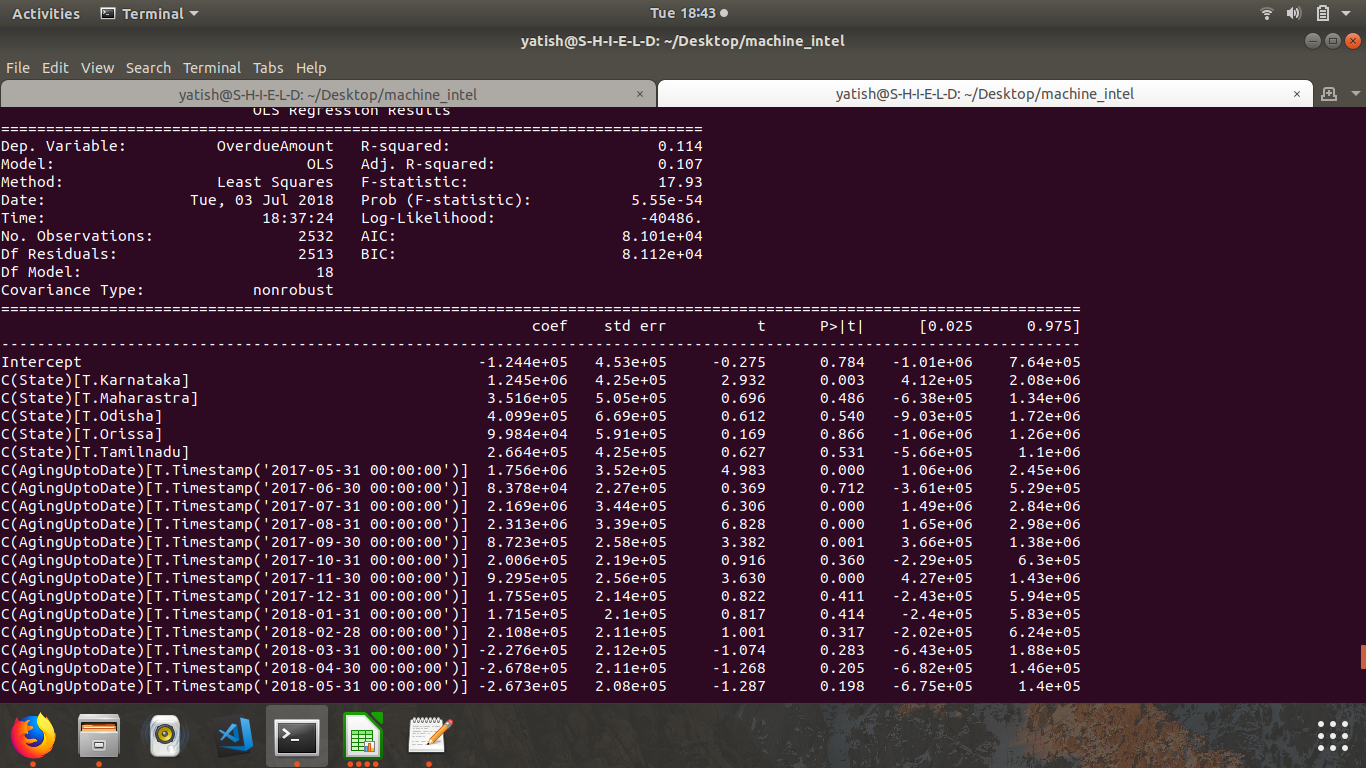 Activities Terminal Tue 18:43
yatish@S-H-I-E-L-D: ~/Desktop/machine_intel
File Edit View Search Terminal Tabs Help
yatish@S-H-I-E-L-D: ~/Desktop/machine_intel × yatish@S-H-I-E-L-D: ~/Desktop/machine_intel ×
OLS Regression Results
==============================================================================
Dep. Variable: OverdueAmount R-squared: 0.114
Model: OLS Adj. R-squared: 0.107
Method: Least Squares F-statistic: 17.93
Date: Tue, 03 Jul 2018 Prob (F-statistic): 5.55e-54
Time: 18:37:24 Log-Likelihood: -40486.
No. Observations: 2532 AIC: 8.101e+04
Df Residuals: 2513 BIC: 8.112e+04
Df Model: 18
Covariance Type: nonrobust
========================================================================================================================
coef std err t P>|t| [0.025 0.975]
------------------------------------------------------------------------------------------------------------------------
Intercept -1.244e+05 4.53e+05 -0.275 0.784 -1.01e+06 7.64e+05
C(State)[T.Karnataka] 1.245e+06 4.25e+05 2.932 0.003 4.12e+05 2.08e+06
C(State)[T.Maharastra] 3.516e+05 5.05e+05 0.696 0.486 -6.38e+05 1.34e+06
C(State)[T.Odisha] 4.099e+05 6.69e+05 0.612 0.540 -9.03e+05 1.72e+06
C(State)[T.Orissa] 9.984e+04 5.91e+05 0.169 0.866 -1.06e+06 1.26e+06
C(State)[T.Tamilnadu] 2.664e+05 4.25e+05 0.627 0.531 -5.66e+05 1.1e+06
C(AgingUptoDate)[T.Timestamp('2017-05-31 00:00:00')] 1.756e+06 3.52e+05 4.983 0.000 1.06e+06 2.45e+06
C(AgingUptoDate)[T.Timestamp('2017-06-30 00:00:00')] 8.378e+04 2.27e+05 0.369 0.712 -3.61e+05 5.29e+05
C(AgingUptoDate)[T.Timestamp('2017-07-31 00:00:00')] 2.169e+06 3.44e+05 6.306 0.000 1.49e+06 2.84e+06
C(AgingUptoDate)[T.Timestamp('2017-08-31 00:00:00')] 2.313e+06 3.39e+05 6.828 0.000 1.65e+06 2.98e+06
C(AgingUptoDate)[T.Timestamp('2017-09-30 00:00:00')] 8.723e+05 2.58e+05 3.382 0.001 3.66e+05 1.38e+06
C(AgingUptoDate)[T.Timestamp('2017-10-31 00:00:00')] 2.006e+05 2.19e+05 0.916 0.360 -2.29e+05 6.3e+05
C(AgingUptoDate)[T.Timestamp('2017-11-30 00:00:00')] 9.295e+05 2.56e+05 3.630 0.000 4.27e+05 1.43e+06
C(AgingUptoDate)[T.Timestamp('2017-12-31 00:00:00')] 1.755e+05 2.14e+05 0.822 0.411 -2.43e+05 5.94e+05
C(AgingUptoDate)[T.Timestamp('2018-01-31 00:00:00')] 1.715e+05 2.1e+05 0.817 0.414 -2.4e+05 5.83e+05
C(AgingUptoDate)[T.Timestamp('2018-02-28 00:00:00')] 2.108e+05 2.11e+05 1.001 0.317 -2.02e+05 6.24e+05
C(AgingUptoDate)[T.Timestamp('2018-03-31 00:00:00')] -2.276e+05 2.12e+05 -1.074 0.283 -6.43e+05 1.88e+05
C(AgingUptoDate)[T.Timestamp('2018-04-30 00:00:00')] -2.678e+05 2.11e+05 -1.268 0.205 -6.82e+05 1.46e+05
C(AgingUptoDate)[T.Timestamp('2018-05-31 00:00:00')] -2.673e+05 2.08e+05 -1.287 0.198 -6.75e+05 1.4e+05